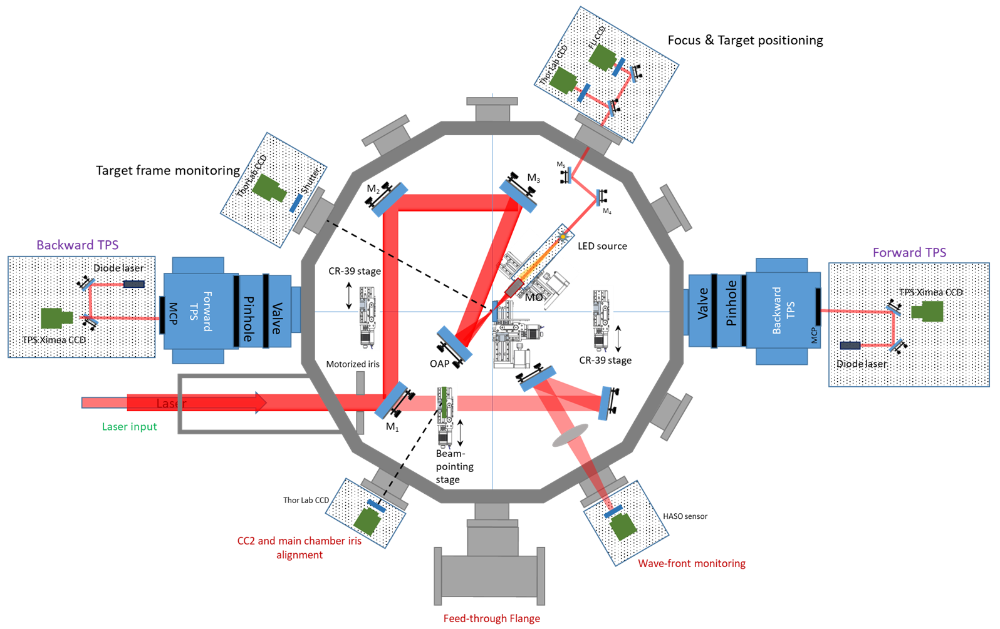 Focus & Target positioning
FLI CCD
Thor Lab CCD
Target frame monitoring
ThorLab CCD
Shutter
M5
M4
M2
M3
LED source
MO
Backward TPS
Diode laser
TPS Ximea CCD
MCP
Forward
TPS
Pinhole
Valve
CR-39 stage
Forward TPS
Valve
Pinhole
Backward
TPS
MCP
TPS Ximea CCD
Diode laser
CR-39 stage
OAP
Motorized iris
Laser
Laser input
M1
Beam-
pointing
stage
Thor Lab CCD
CC2 and main chamber iris
alignment
HASO sensor
Wave-front monitoring
Feed-through Flange